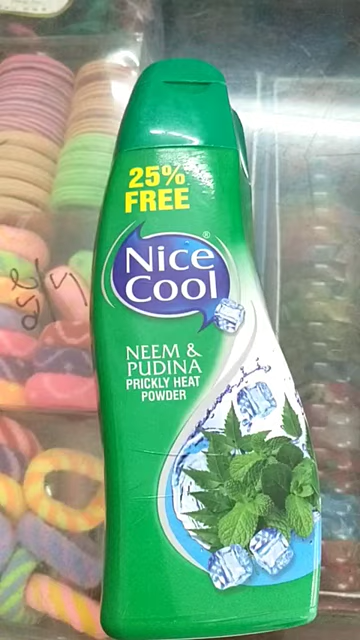 25%
FREE
Nice
Cool
®
NEEM &
PUDINA
PRICKLY HEAT
POWDER